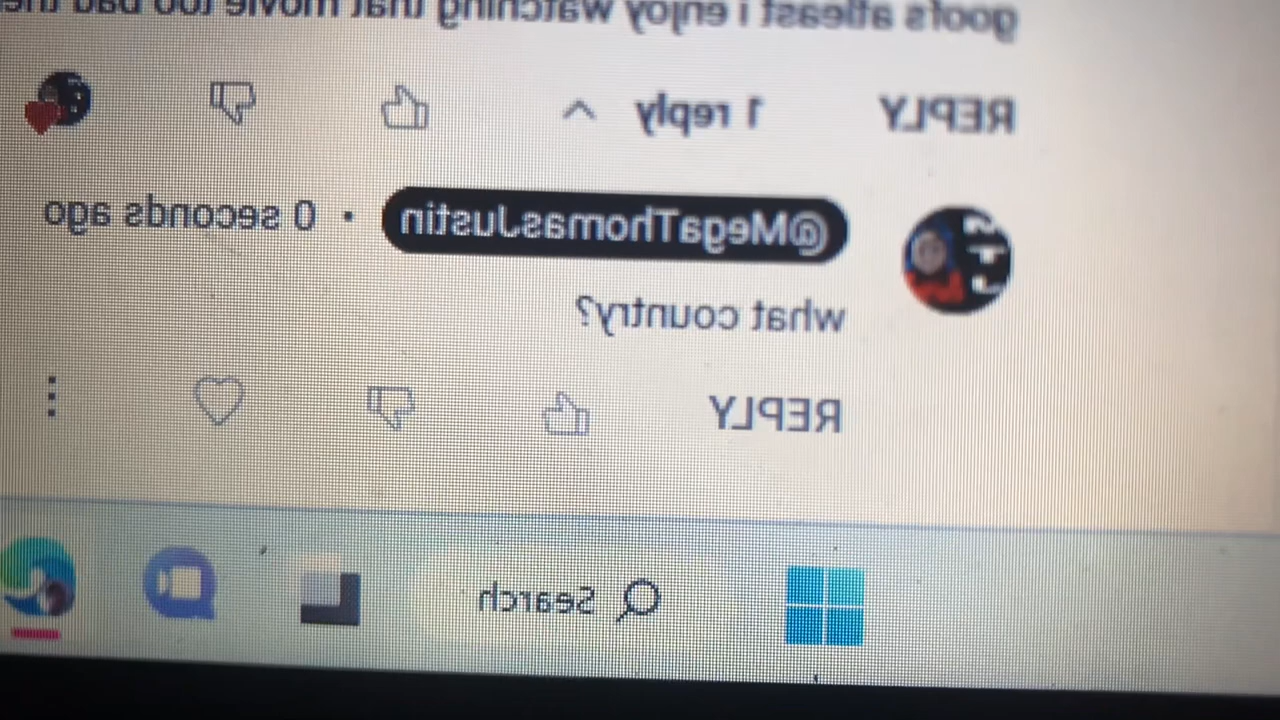 goofs atleast i enjoy watching that movie too bad
REPLY 1 reply
@MegaThomasJustin • 0 seconds ago
what country?
REPLY
Search